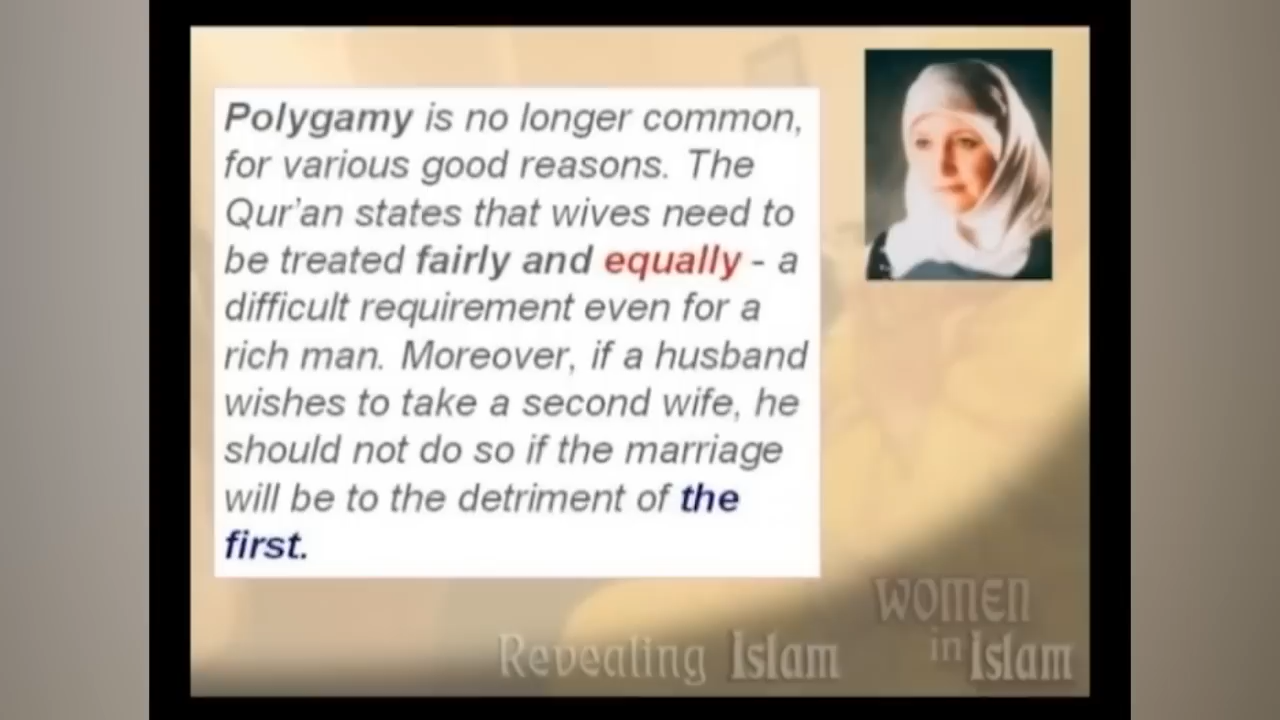 Polygamy is no longer common,
for various good reasons. The
Qur’an states that wives need to
be treated fairly and equally - a
difficult requirement even for a
rich man. Moreover, if a husband
wishes to take a second wife, he
should not do so if the marriage
will be to the detriment of the
first.
Revealing Islam
WOMEN
in Islam